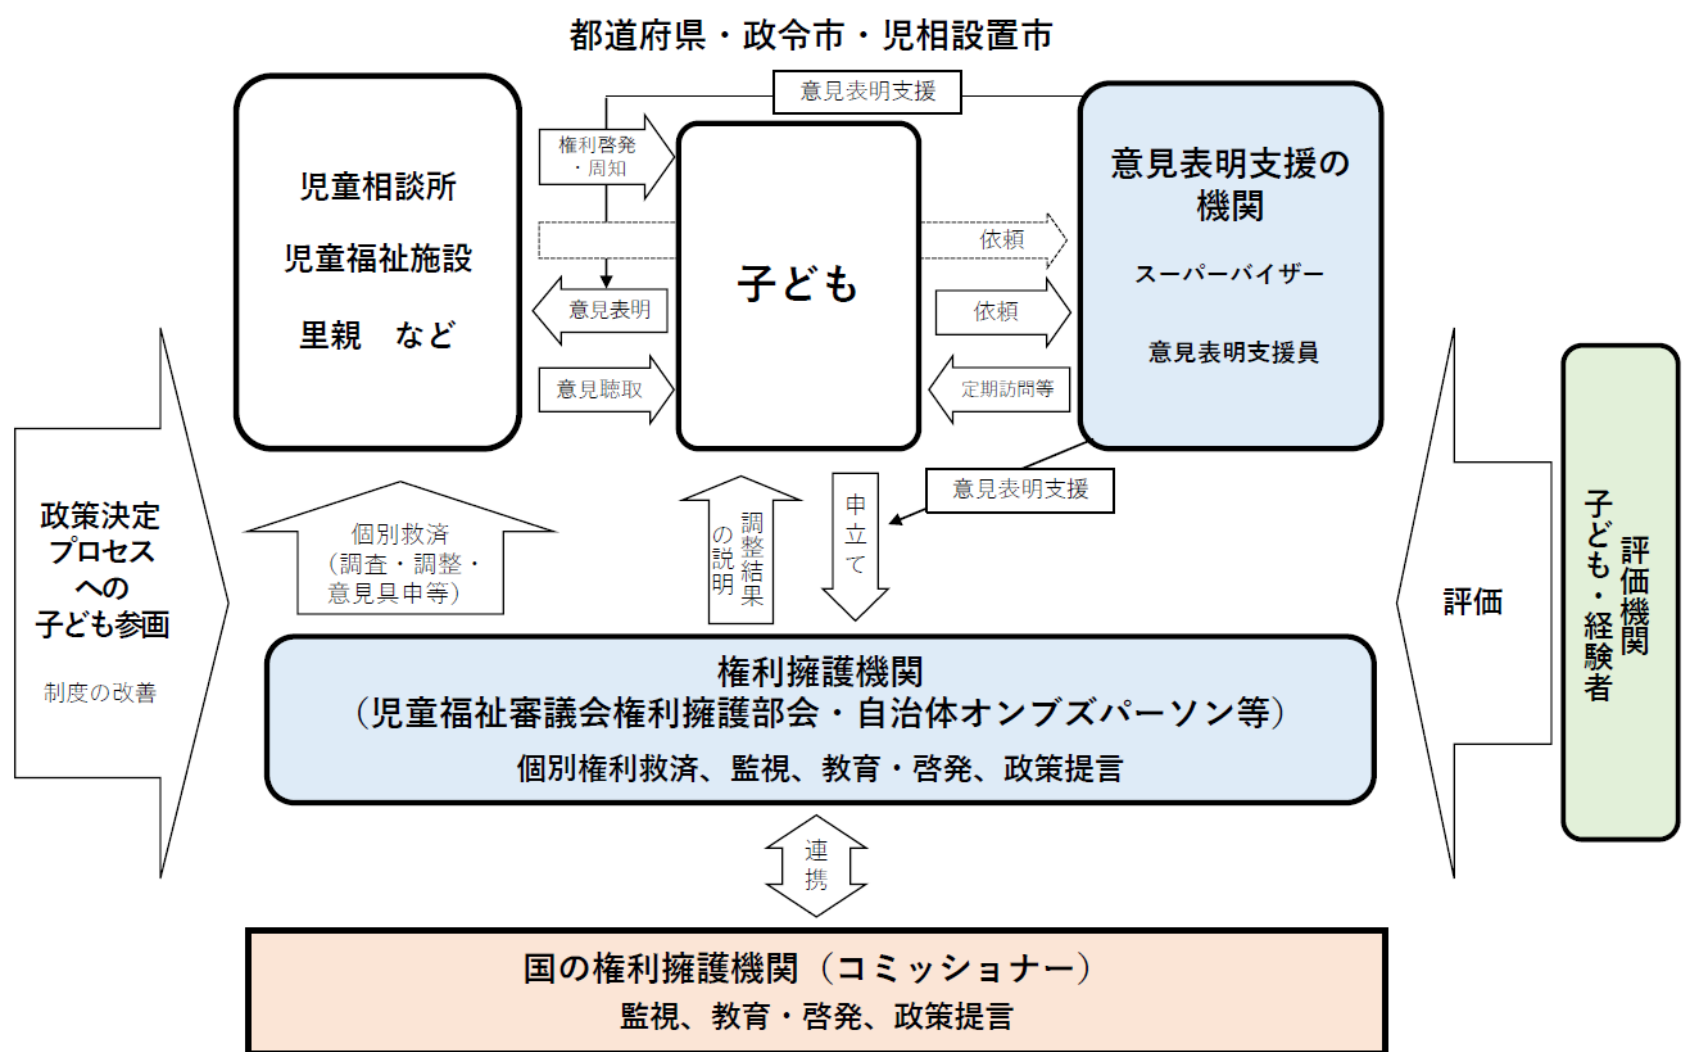 都道府県・政令市・児相設置市
意見表明支援
児童相談所
児童福祉施設
里親　など
権利啓発
・周知
意見表明
意見聴取
子ども
依頼
依頼
定期訪問等
意見表明支援の
機関
スーパーバイザー
意見表明支援員
意見表明支援
政策決定
プロセス
への
子ども参画
制度の改善
個別救済
（調査・調整・
意見具申等）
調整結果
の説明
申立て
評価
評価機関
子ども・経験者
権利擁護機関
（児童福祉審議会権利擁護部会・自治体オンブズパーソン等）
個別権利救済、監視、教育・啓発、政策提言
連携
国の権利擁護機関（コミッショナー）
監視、教育・啓発、政策提言